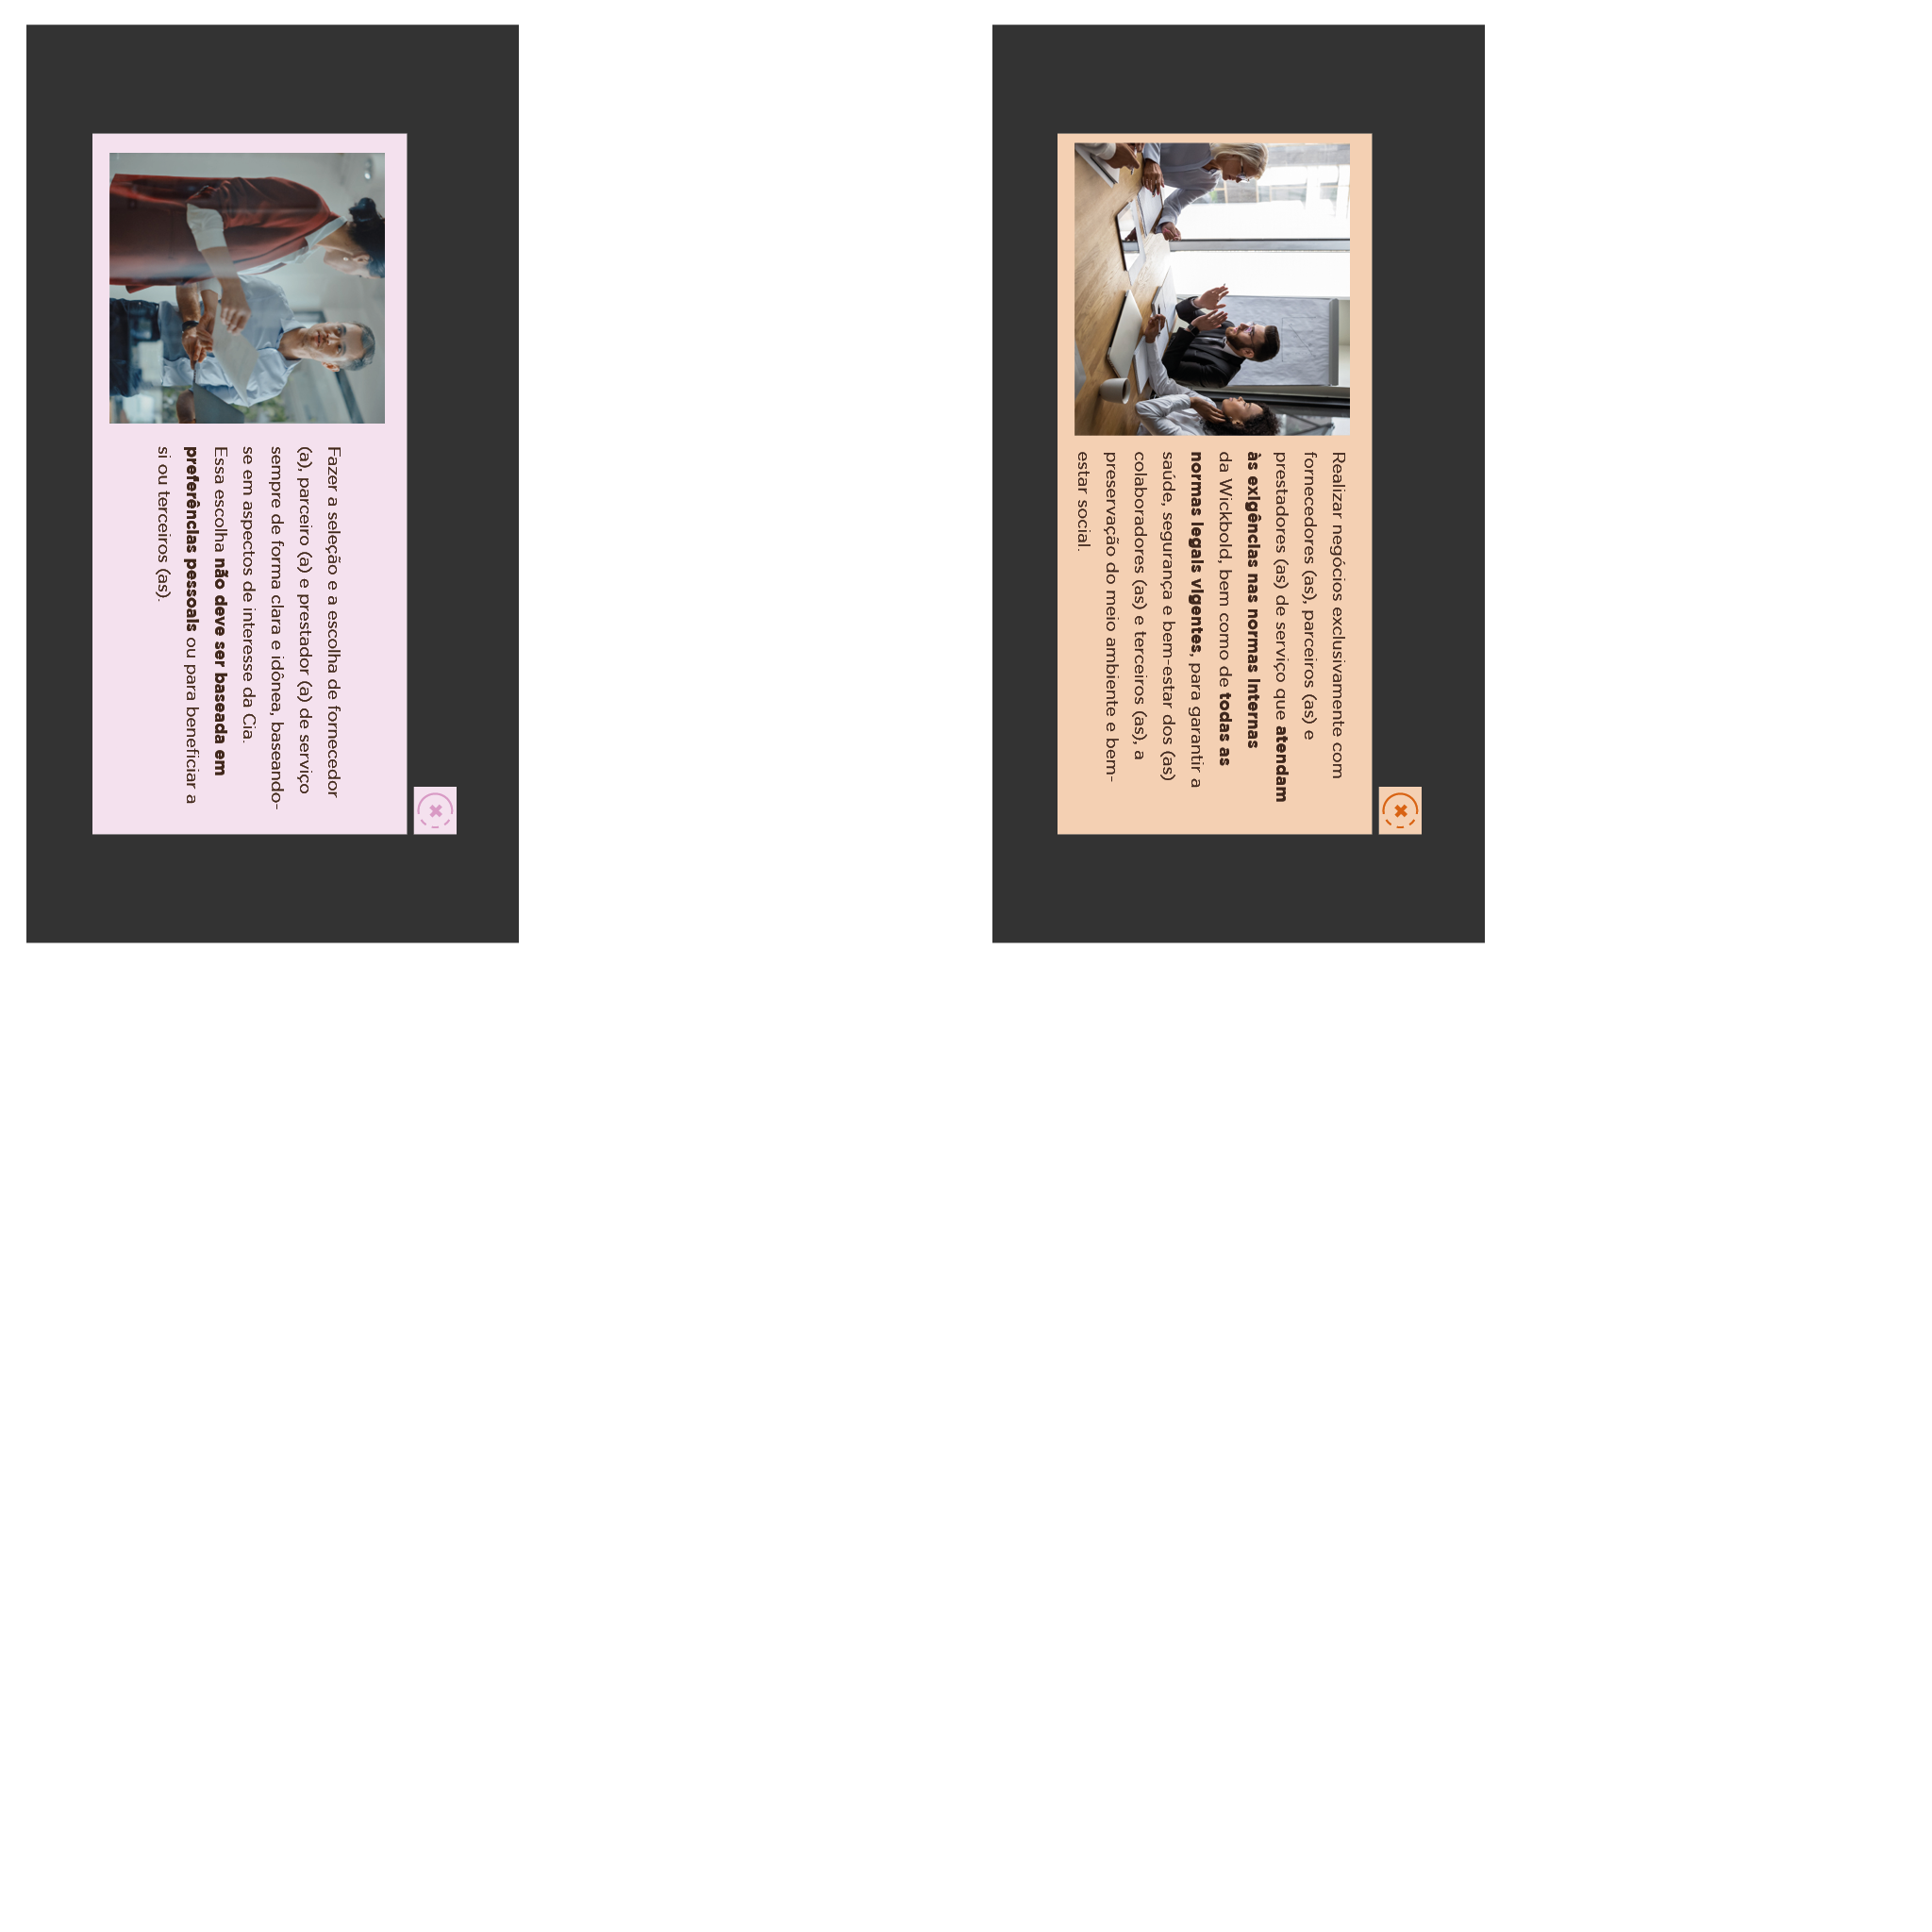 Fazer a seleção e a escolha de fornecedor
(a), parceiro (a) e prestador (a) de serviço
sempre de forma clara e idônea, baseando-
se em aspectos de interesse da Cia.
Essa escolha não deve ser baseada em
preferências pessoais ou para beneficiar a
si ou terceiros (as).
Realizar negócios exclusivamente com
fornecedores (as), parceiros (as) e
prestadores (as) de serviço que atendam
às exigências nas normas internas
da Wickbold, bem como de todas as
normas legais vigentes, para garantir a
saúde, segurança e bem-estar dos (as)
colaboradores (as) e terceiros (as), a
preservação do meio ambiente e bem-
estar social.